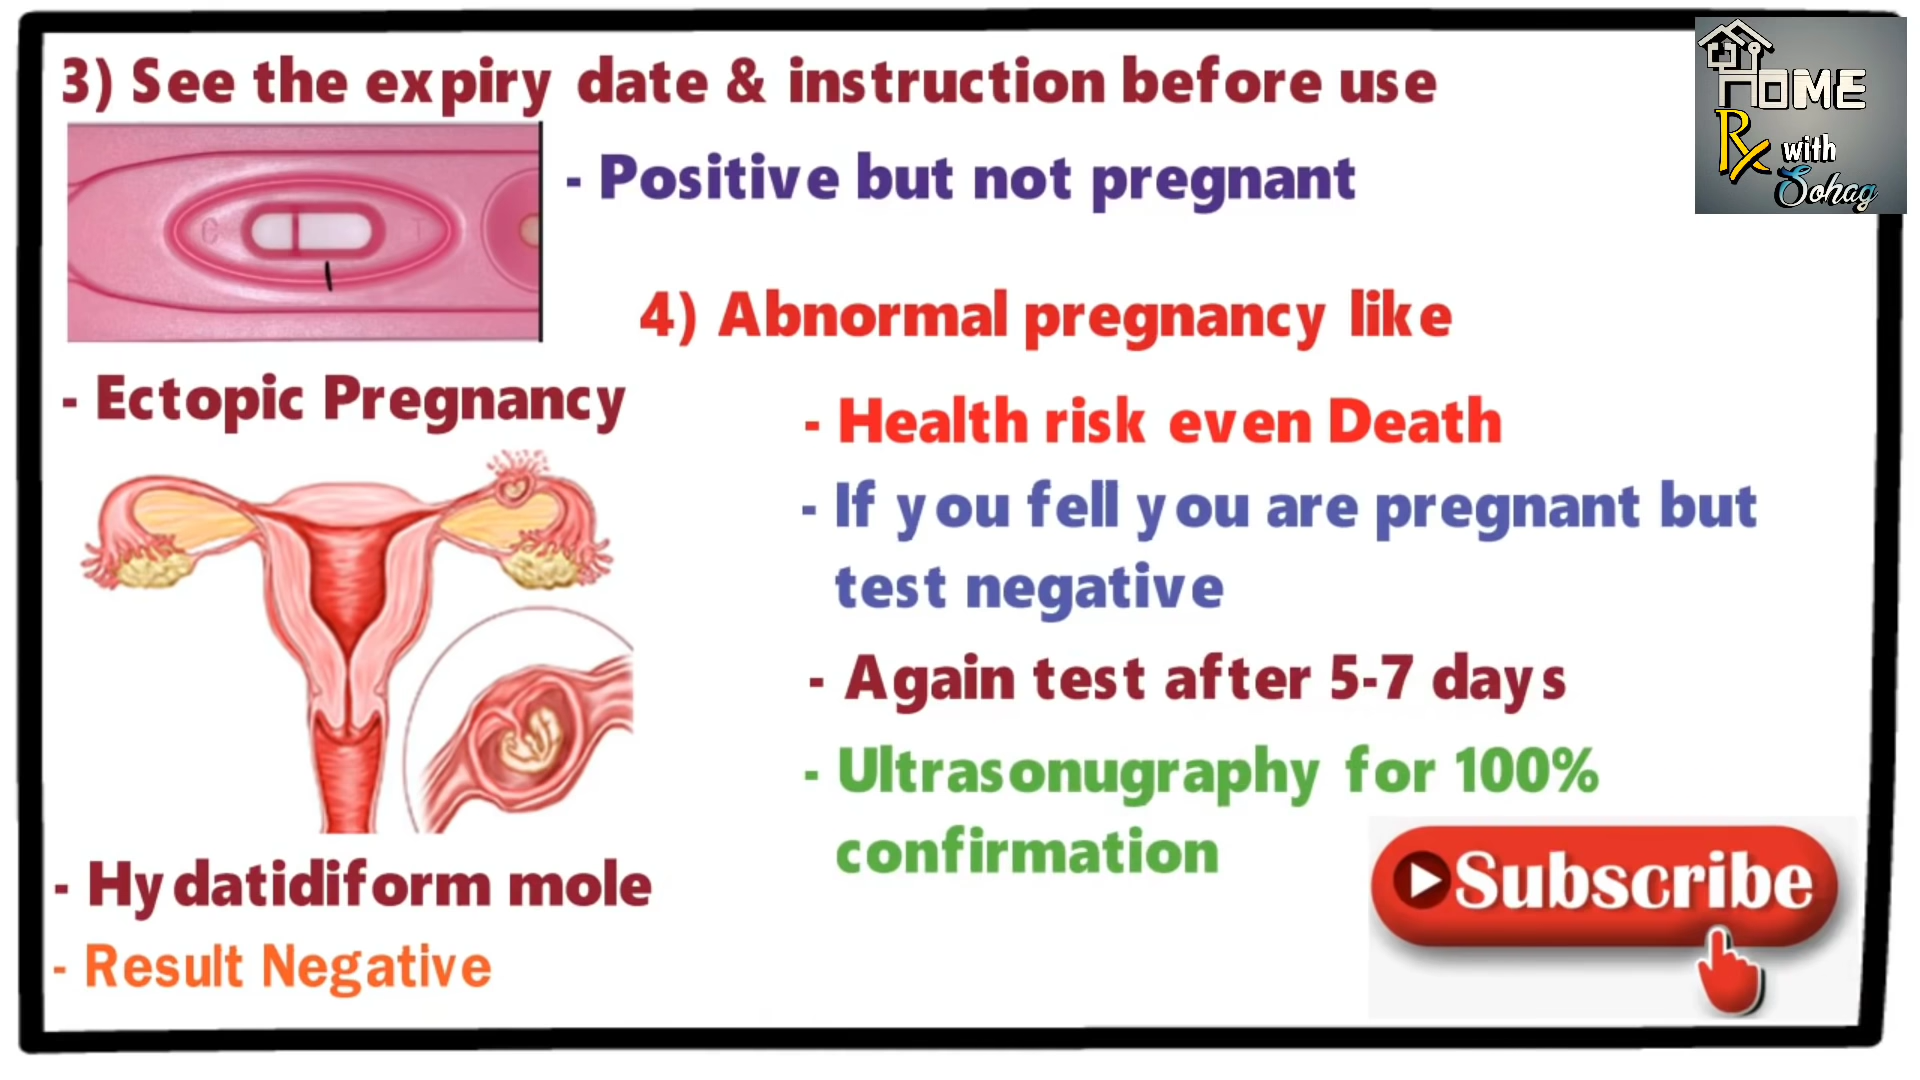 3) See the expiry date & instruction before use
- Positive but not pregnant
C T
4) Abnormal pregnancy like
- Ectopic Pregnancy
- Health risk even Death
- If you fell you are pregnant but
test negative
- Again test after 5-7 days
- Ultrasonugraphy for 100%
confirmation
- Hydatidiform mole
- Result Negative
Subscribe
HOME
Rx with
Sohag